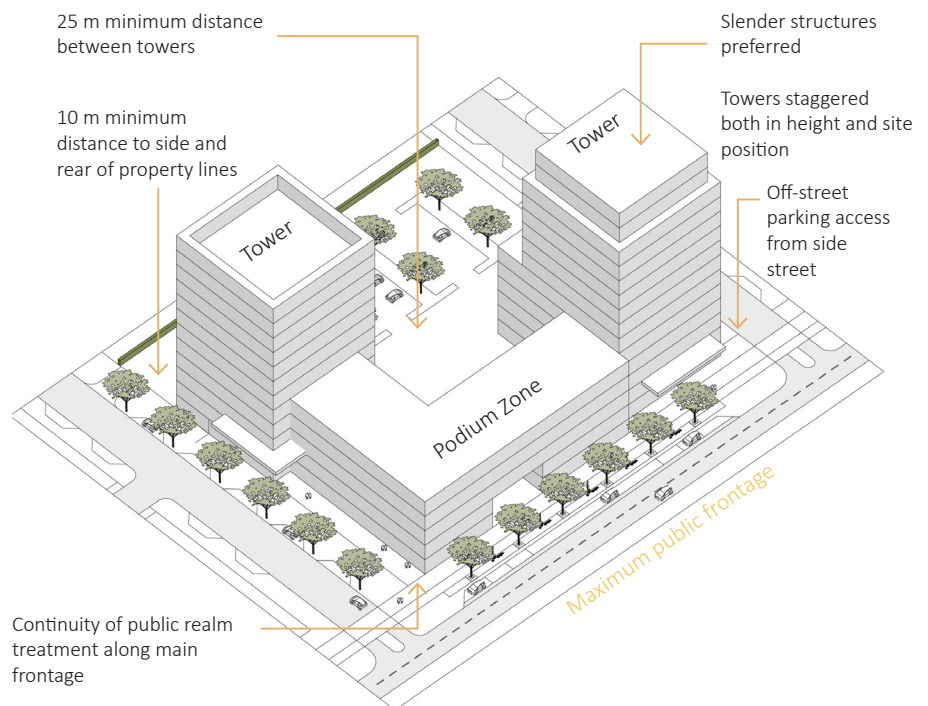 25 m minimum distance
between towers
Slender structures
preferred
10 m minimum
distance to side and
rear of property lines
Towers staggered
both in height and site
position
Tower
Tower
Off-street
parking access
from side
street
Podium Zone
Maximum public frontage
Continuity of public realm
treatment along main
frontage